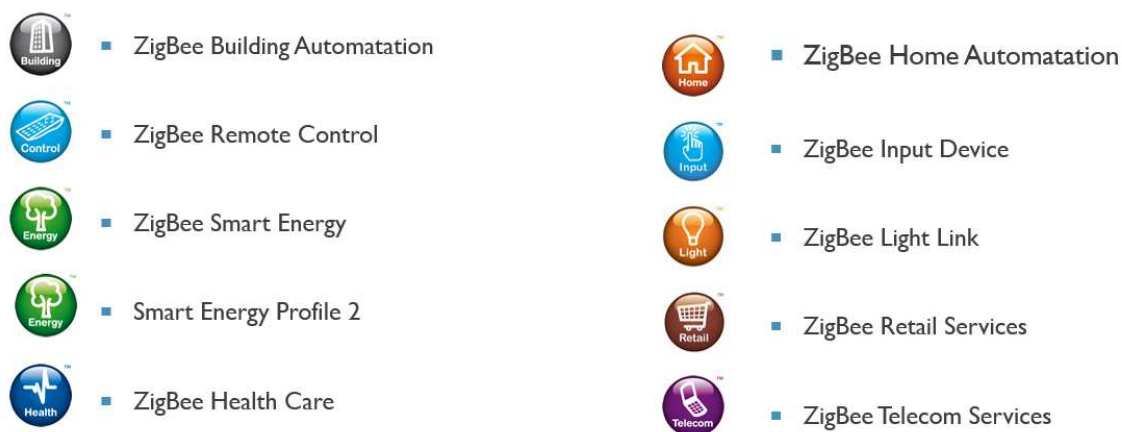 Building
ZigBee Building Automatation
Control
ZigBee Remote Control
Energy
ZigBee Smart Energy
Energy
Smart Energy Profile 2
Health
ZigBee Health Care
Home
ZigBee Home Automatation
Input
ZigBee Input Device
Light
ZigBee Light Link
Retail
ZigBee Retail Services
Telecom
ZigBee Telecom Services